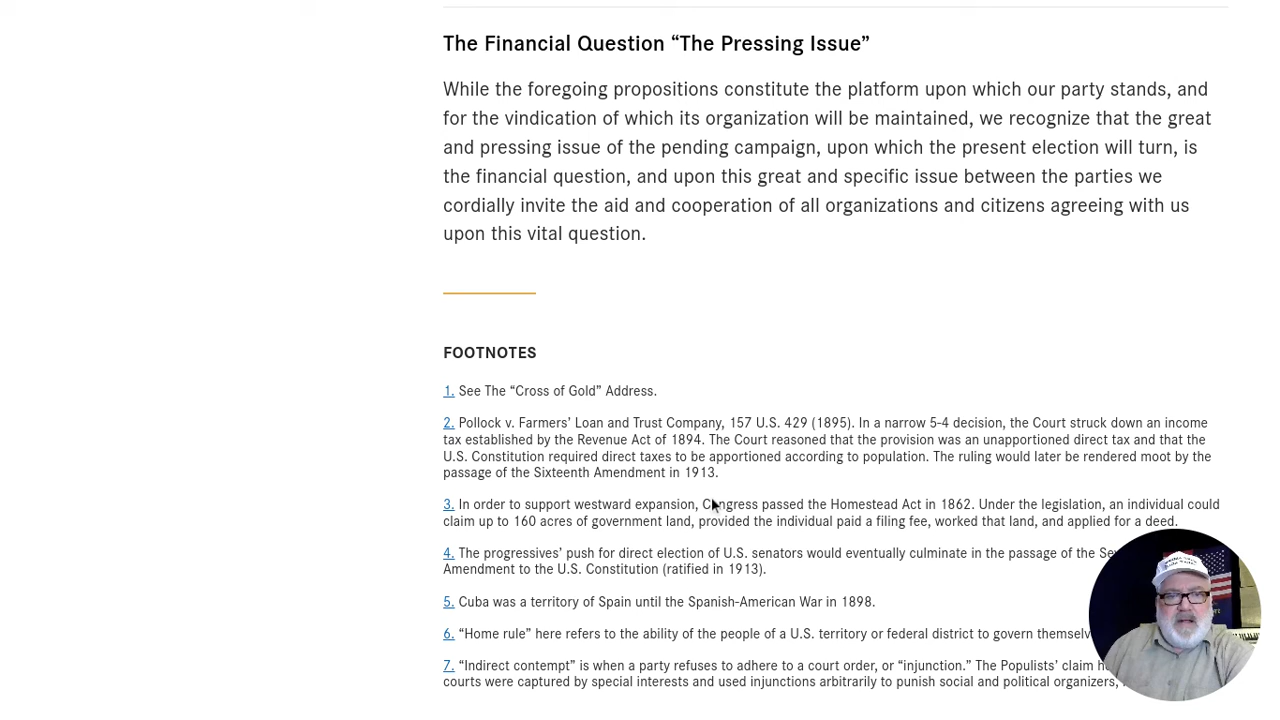 The Financial Question “The Pressing Issue”
While the foregoing propositions constitute the platform upon which our party stands, and
for the vindication of which its organization will be maintained, we recognize that the great
and pressing issue of the pending campaign, upon which the present election will turn, is
the financial question, and upon this great and specific issue between the parties we
cordially invite the aid and cooperation of all organizations and citizens agreeing with us
upon this vital question.
FOOTNOTES
1. See The “Cross of Gold” Address.
2. Pollock v. Farmers’ Loan and Trust Company, 157 U.S. 429 (1895). In a narrow 5-4 decision, the Court struck down an income
tax established by the Revenue Act of 1894. The Court reasoned that the provision was an unapportioned direct tax and that the
U.S. Constitution required direct taxes to be apportioned according to population. The ruling would later be rendered moot by the
passage of the Sixteenth Amendment in 1913.
3. In order to support westward expansion, Congress passed the Homestead Act in 1862. Under the legislation, an individual could
claim up to 160 acres of government land, provided the individual paid a filing fee, worked that land, and applied for a deed.
4. The progressives’ push for direct election of U.S. senators would eventually culminate in the passage of the
Amendment to the U.S. Constitution (ratified in 1913).
5. Cuba was a territory of Spain until the Spanish-American War in 1898.
6. “Home rule” here refers to the ability of the people of a U.S. territory or federal district to govern
7. “Indirect contempt” is when a party refuses to adhere to a court order, or “injunction.” The Populists’ claim
courts were captured by special interests and used injunctions arbitrarily to punish social and political organizers,